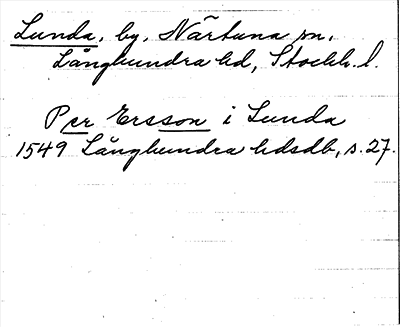 Lunda, by, Närtuna sn,
Långhundra hd, Stockh. l.
Per Ersson i Lunda
1549 Långhundra hdsdb, s. 27.